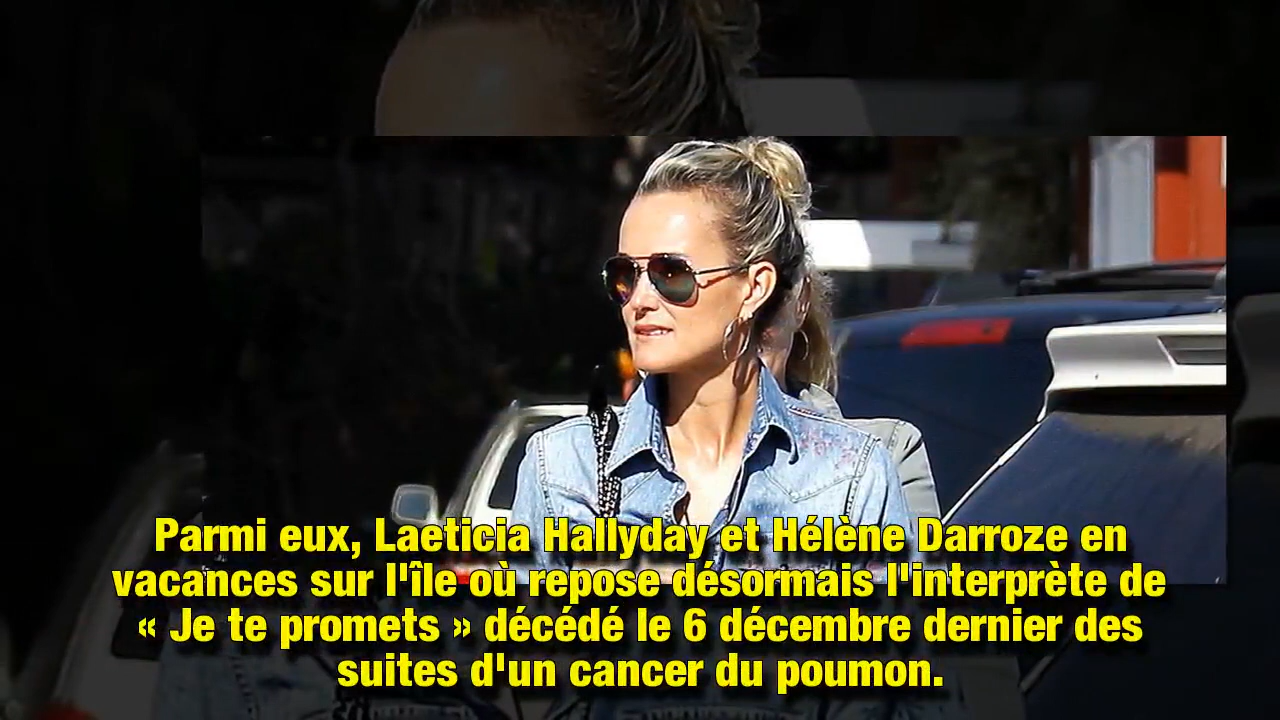 Parmi eux, Laeticia Hallyday et Hélène Darroze en
vacances sur l'île où repose désormais l'interprète de
« Je te promets » décédé le 6 décembre dernier des
suites d'un cancer du poumon.